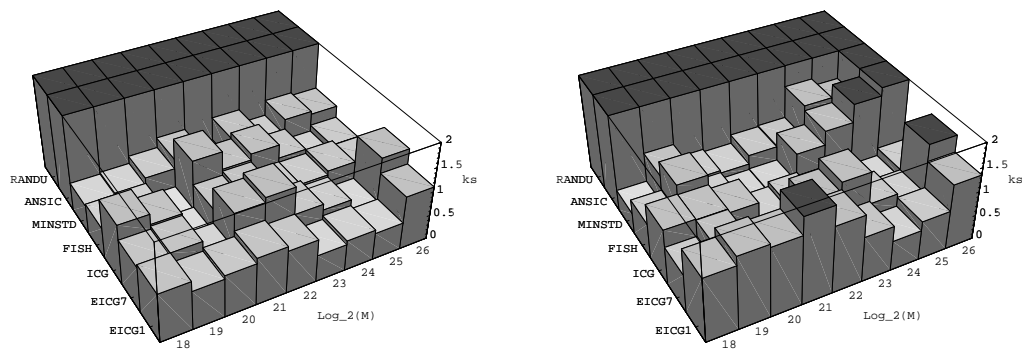 2
1.5
ks
1
0.5
0
RANDU
ANSIC
MINSTD
FISH
ICG
EICG7
EICG1
18
19
20
21
22
23
24
25
26
Log_2(M)
2
1.5
ks
1
0.5
0
RANDU
ANSIC
MINSTD
FISH
ICG
EICG7
EICG1
18
19
20
21
22
23
24
25
26
Log_2(M)